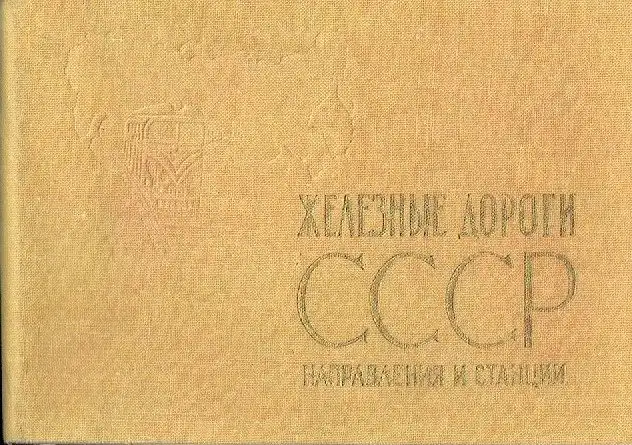 ЖЕЛЕЗНЫЕ ДОРОГИ
СССР
НАПРАВЛЕНИЯ И СТАНЦИИ